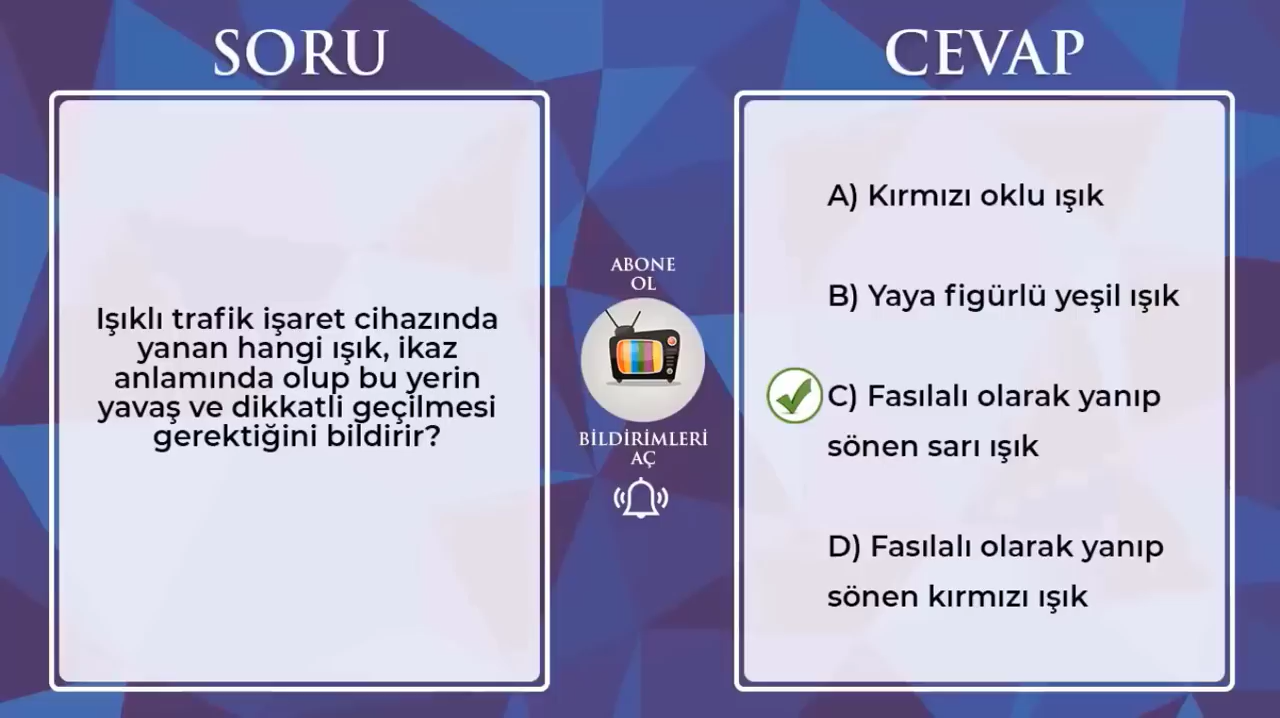 SORU
Işıklı trafik işaret cihazında
yanan hangi ışık, ikaz
anlamında olup bu yerin
yavaş ve dikkatli geçilmesi
gerektiğini bildirir?
ABONE
OL
BİLDİRİMLERİ
AÇ
CEVAP
A) Kırmızı oklu ışık
B) Yaya figürlü yeşil ışık
C) Fasılalı olarak yanıp
sönen sarı ışık
D) Fasılalı olarak yanıp
sönen kırmızı ışık